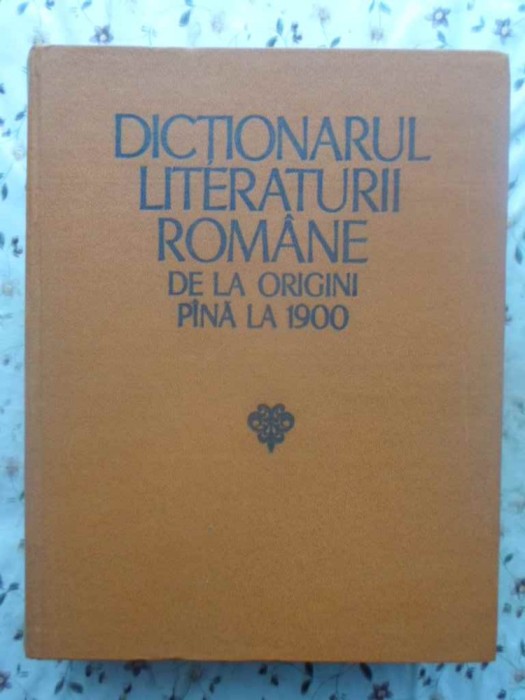 DICȚIONARUL
LITERATURII
ROMÂNE
DE LA ORIGINI
PÎNĂ LA 1900